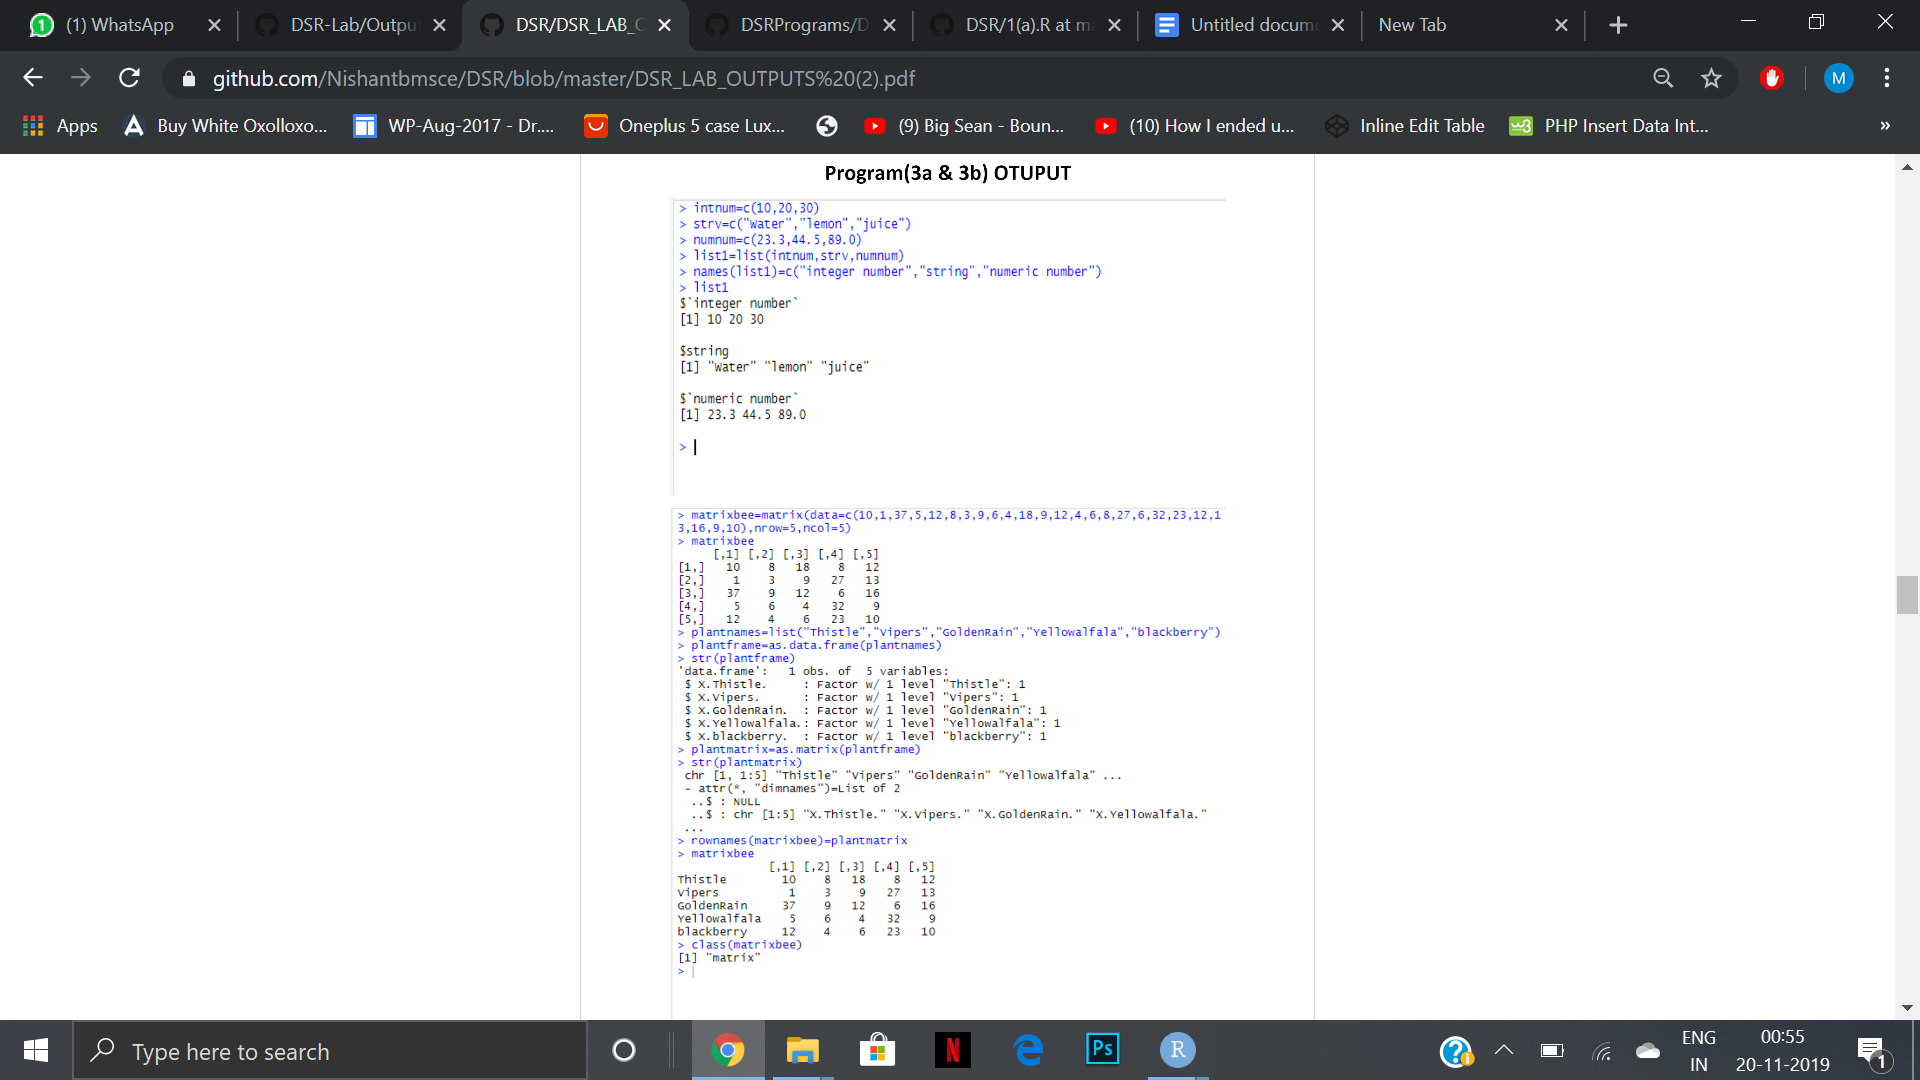 (1) WhatsApp
DSR-Lab/Outpu
DSR/DSR_LAB_C
DSRPrograms/D
DSR/1(a).R at ma
Untitled docum
New Tab
github.com/Nishantbmsce/DSR/blob/master/DSR_LAB_OUTPUTS%20(2).pdf
M
Apps
Buy White Oxolloxo...
WP-Aug-2017 - Dr....
Oneplus 5 case Lux...
(9) Big Sean - Boun...
(10) How I ended u...
Inline Edit Table
PHP Insert Data Int...
»
Program(3a & 3b) OTUPUT
> intnum=c(10,20,30)
> strv=c("Water","lemon","juice")
> numnum=c(23.3,44.5,89.0)
> list1=list(intnum,strv,numnum)
> names(list1)=c("integer number","string","numeric number")
> list1
$`integer number`
[1] 10 20 30
$string
[1] "Water" "lemon" "juice"
$`numeric number`
[1] 23.3 44.5 89.0
>
> matrixbee=matrix(data=c(10,1,37,5,12,8,3,9,6,4,18,9,12,4,6,8,27,6,32,23,12,1
3,16,9,10),nrow=5,ncol=5)
> matrixbee
[,1] [,2] [,3] [,4] [,5]
[1,] 10 8 18 8 12
[2,] 1 3 9 27 13
[3,] 37 9 12 6 16
[4,] 5 6 4 32 9
[5,] 12 4 6 23 10
> plantnames=list("Thistle","Vipers","GoldenRain","Yellowalfala","blackberry")
> plantframe=as.data.frame(plantnames)
> str(plantframe)
'data.frame': 1 obs. of 5 variables:
$ X.Thistle. : Factor w/ 1 level "Thistle": 1
$ X.Vipers. : Factor w/ 1 level "Vipers": 1
$ X.GoldenRain. : Factor w/ 1 level "GoldenRain": 1
$ X.Yellowalfala.: Factor w/ 1 level "Yellowalfala": 1
$ X.blackberry. : Factor w/ 1 level "blackberry": 1
> plantmatrix=as.matrix(plantframe)
> str(plantmatrix)
chr [1, 1:5] "Thistle" "Vipers" "GoldenRain" "Yellowalfala" ...
- attr(*, "dimnames")=List of 2
..$ : NULL
..$ : chr [1:5] "X.Thistle." "X.Vipers." "X.GoldenRain." "X.Yellowalfala."
...
> rownames(matrixbee)=plantmatrix
> matrixbee
[,1] [,2] [,3] [,4] [,5]
Thistle 10 8 18 8 12
Vipers 1 3 9 27 13
GoldenRain 37 9 12 6 16
Yellowalfala 5 6 4 32 9
blackberry 12 4 6 23 10
> class(matrixbee)
[1] "matrix"
>
Type here to search
N
Ps
R
ENG
IN
00:55
20-11-2019
1